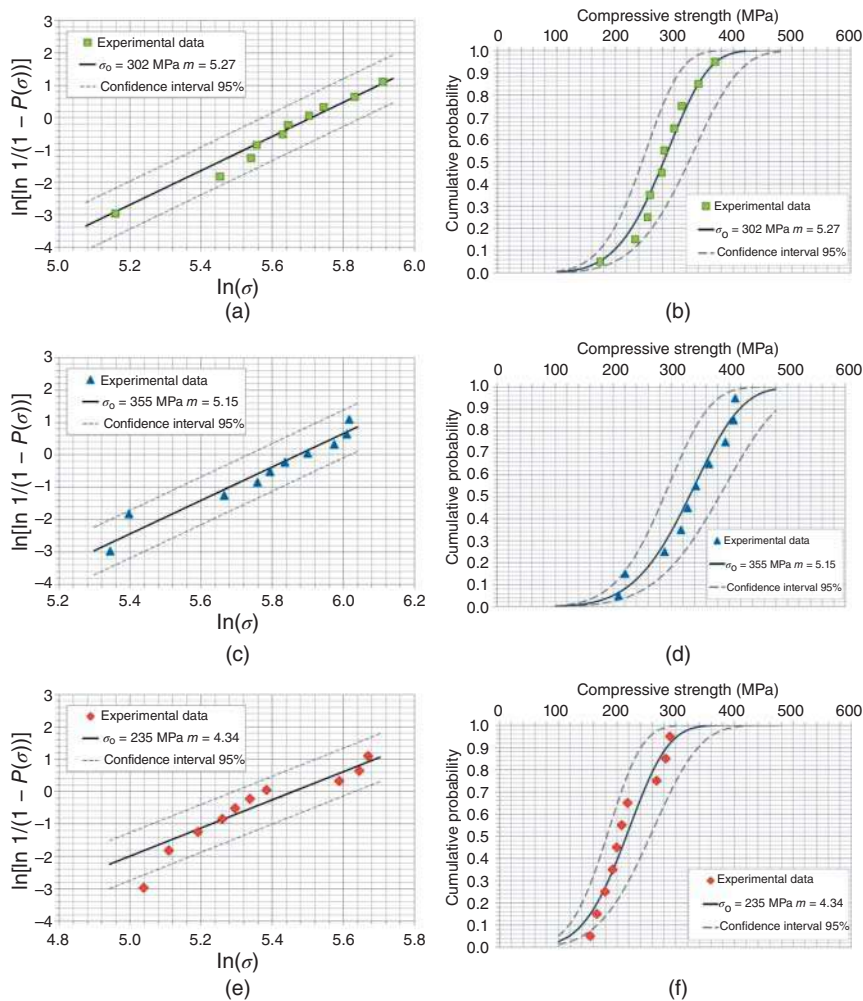 3
2
1
0
−1
−2
−3
−4
ln[ln 1/(1 − P(σ))]
Experimental data
σo = 302 MPa m = 5.27
Confidence interval 95%
5.0 5.2 5.4 5.6 5.8 6.0
ln(σ)
(a)
Compressive strength (MPa)
0 100 200 300 400 500 600
1.0
0.9
0.8
0.7
0.6
0.5
0.4
0.3
0.2
0.1
0.0
Cumulative probability
Experimental data
σo = 302 MPa m = 5.27
Confidence interval 95%
(b)
3
2
1
0
−1
−2
−3
−4
ln[ln 1/(1 − P(σ))]
Experimental data
σo = 355 MPa m = 5.15
Confidence interval 95%
5.2 5.4 5.6 5.8 6.0 6.2
ln(σ)
(c)
Compressive strength (MPa)
0 100 200 300 400 500 600
1.0
0.9
0.8
0.7
0.6
0.5
0.4
0.3
0.2
0.1
0.0
Cumulative probability
Experimental data
σo = 355 MPa m = 5.15
Confidence interval 95%
(d)
3
2
1
0
−1
−2
−3
−4
ln[ln 1/(1 − P(σ))]
Experimental data
σo = 235 MPa m = 4.34
Confidence interval 95%
4.8 5.0 5.2 5.4 5.6 5.8
ln(σ)
(e)
Compressive strength (MPa)
0 100 200 300 400 500 600
1.0
0.9
0.8
0.7
0.6
0.5
0.4
0.3
0.2
0.1
0.0
Cumulative probability
Experimental data
σo = 235 MPa m = 4.34
Confidence interval 95%
(f)